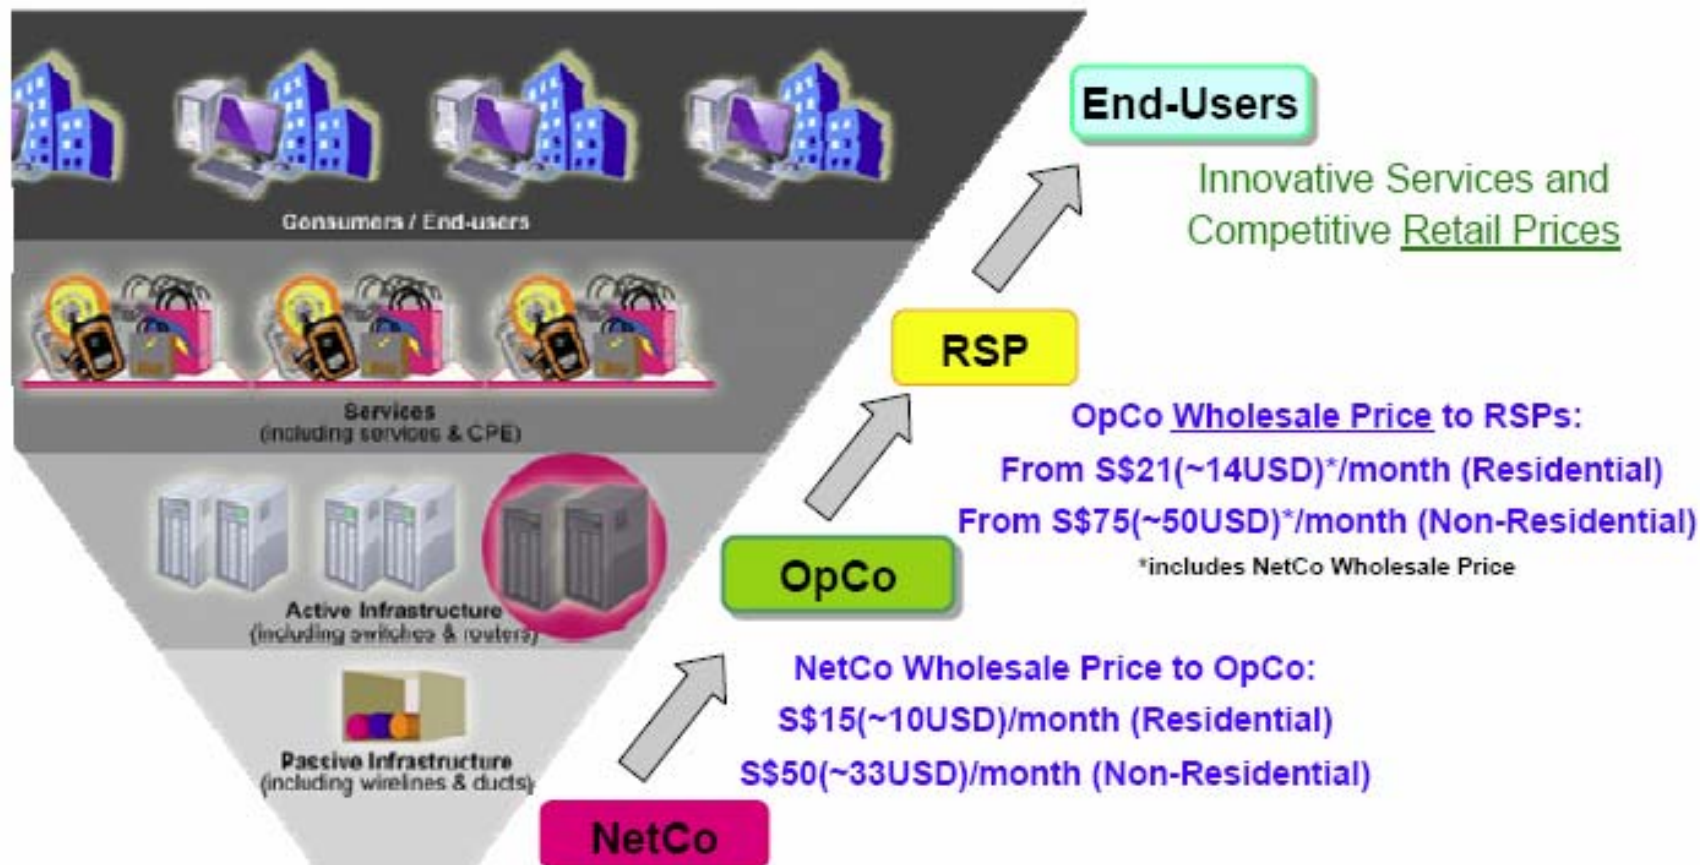 End-Users
Innovative Services and
Competitive Retail Prices
Consumers / End-users
RSP
Services
(including services & CPE)
OpCo Wholesale Price to RSPs:
From S$21(~14USD)*/month (Residential)
From S$75(~50USD)*/month (Non-Residential)
*includes NetCo Wholesale Price
OpCo
Active Infrastructure
(including switches & routers)
NetCo Wholesale Price to OpCo:
S$15(~10USD)/month (Residential)
S$50(~33USD)/month (Non-Residential)
Passive Infrastructure
(including wirelines & ducts)
NetCo